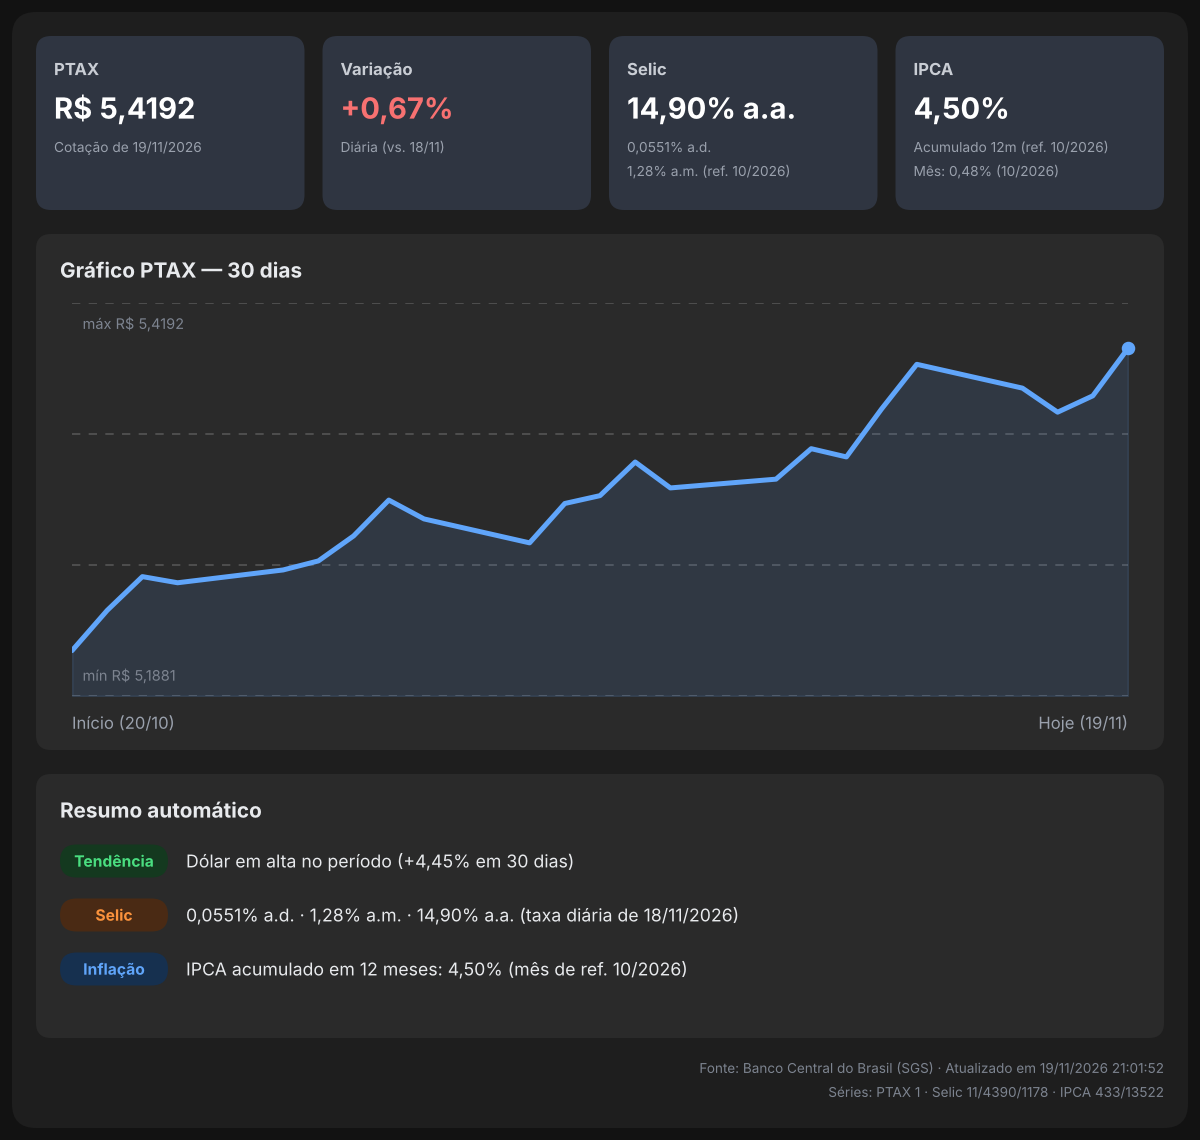 PTAX
R$ 5,4192
Cotação de 19/11/2026
Variação
+0,67%
Diária (vs. 18/11)
Selic
14,90% a.a.
0,0551% a.d.
1,28% a.m. (ref. 10/2026)
IPCA
4,50%
Acumulado 12m (ref. 10/2026)
Mês: 0,48% (10/2026)
Gráfico PTAX — 30 dias
máx R$ 5,4192
mín R$ 5,1881
Início (20/10)
Hoje (19/11)
Resumo automático
Tendência
Dólar em alta no período (+4,45% em 30 dias)
Selic
0,0551% a.d. · 1,28% a.m. · 14,90% a.a. (taxa diária de 18/11/2026)
Inflação
IPCA acumulado em 12 meses: 4,50% (mês de ref. 10/2026)
Fonte: Banco Central do Brasil (SGS) · Atualizado em 19/11/2026 21:01:52
Séries: PTAX 1 · Selic 11/4390/1178 · IPCA 433/13522